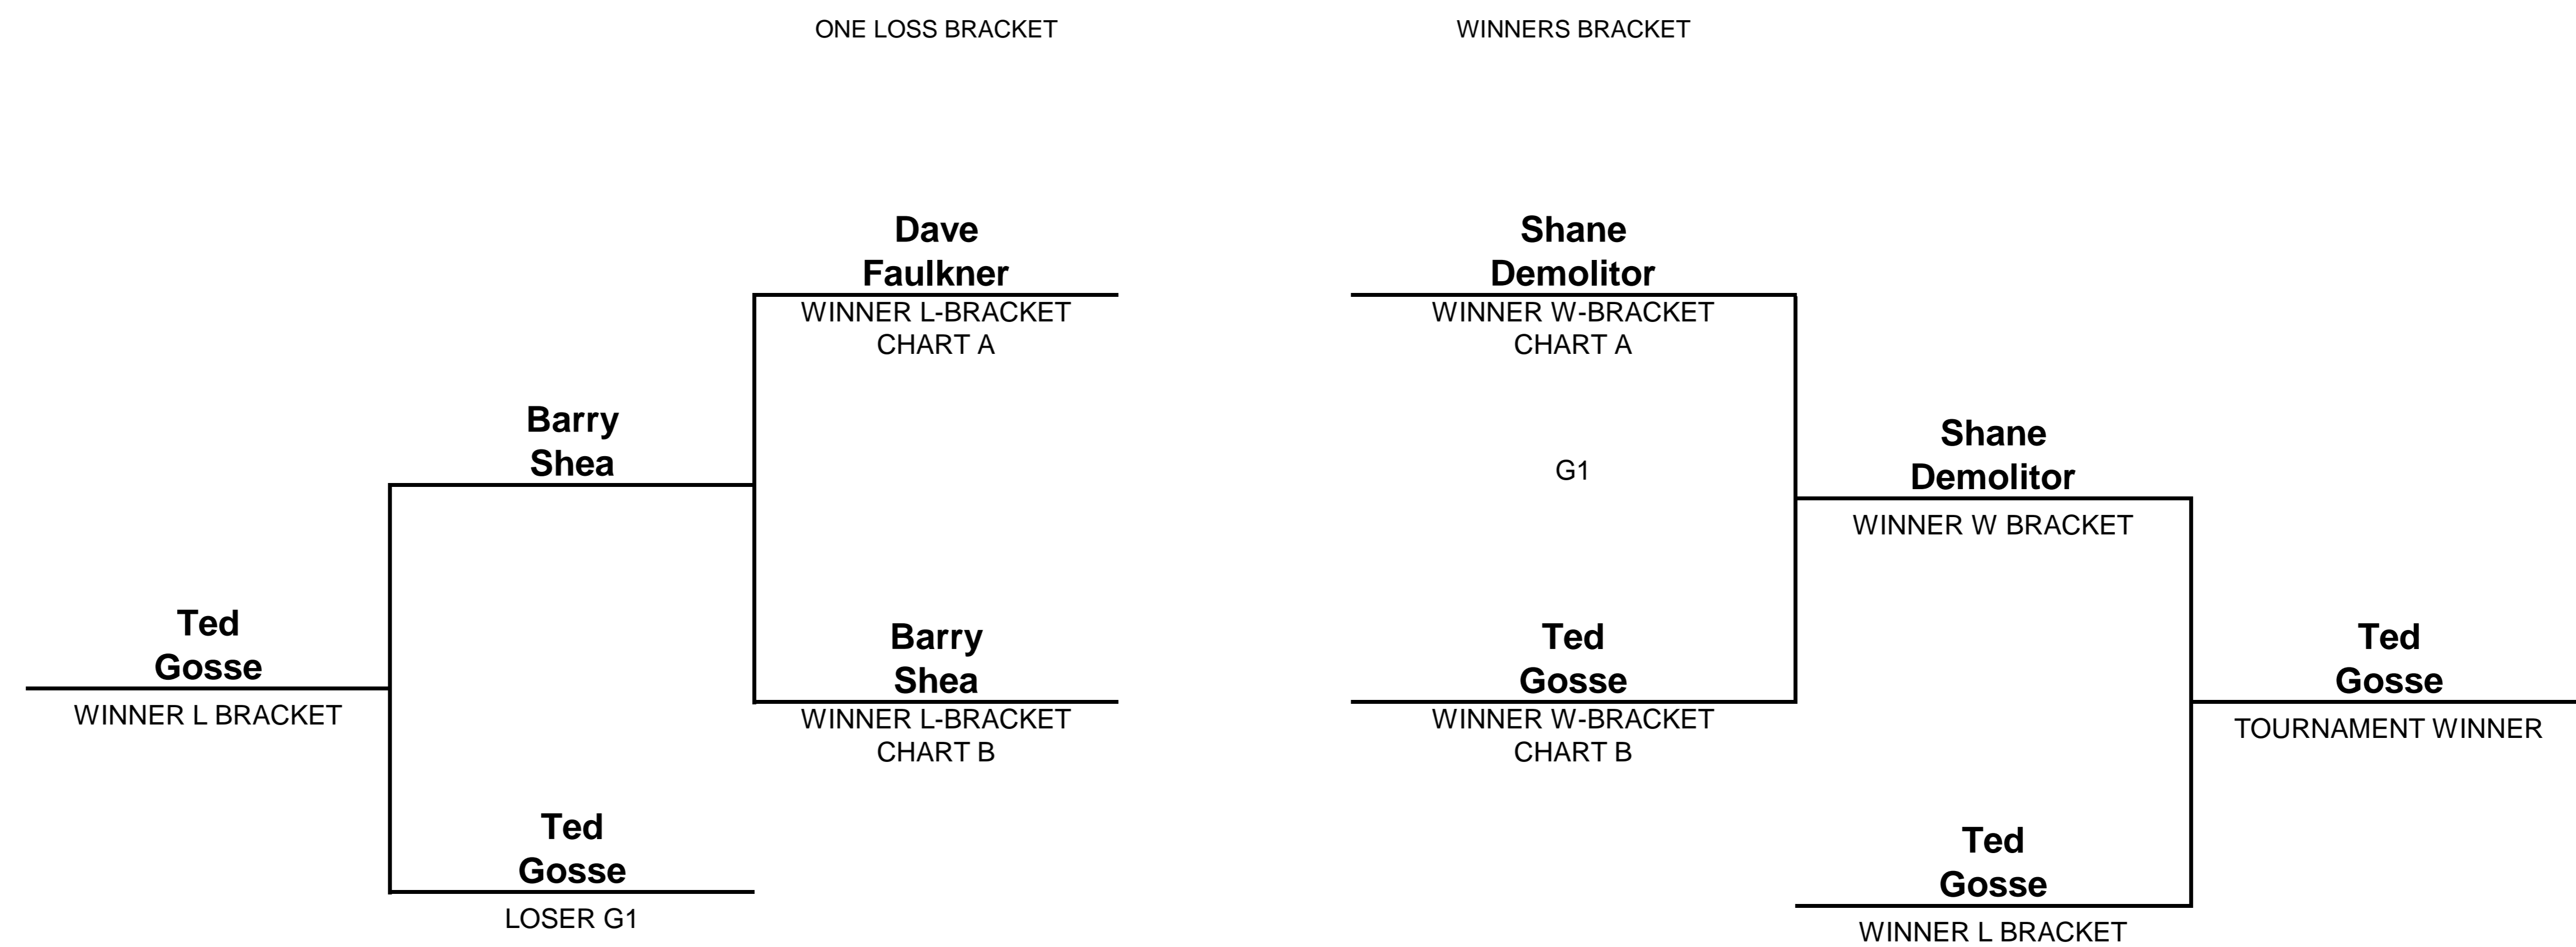 ONE LOSS BRACKET
WINNERS BRACKET
Dave
Faulkner
WINNER L-BRACKET
CHART A
Barry
Shea
Ted
Gosse
WINNER L BRACKET
Barry
Shea
WINNER L-BRACKET
CHART B
Ted
Gosse
LOSER G1
Shane
Demolitor
WINNER W-BRACKET
CHART A
G1
Shane
Demolitor
WINNER W BRACKET
Ted
Gosse
WINNER W-BRACKET
CHART B
Ted
Gosse
TOURNAMENT WINNER
Ted
Gosse
WINNER L BRACKET